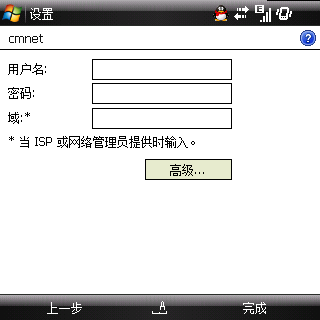 设置
E
cmnet
?
用户名:
密码:
域:*
* 当 ISP 或网络管理员提供时输入。
高级...
上一步
完成